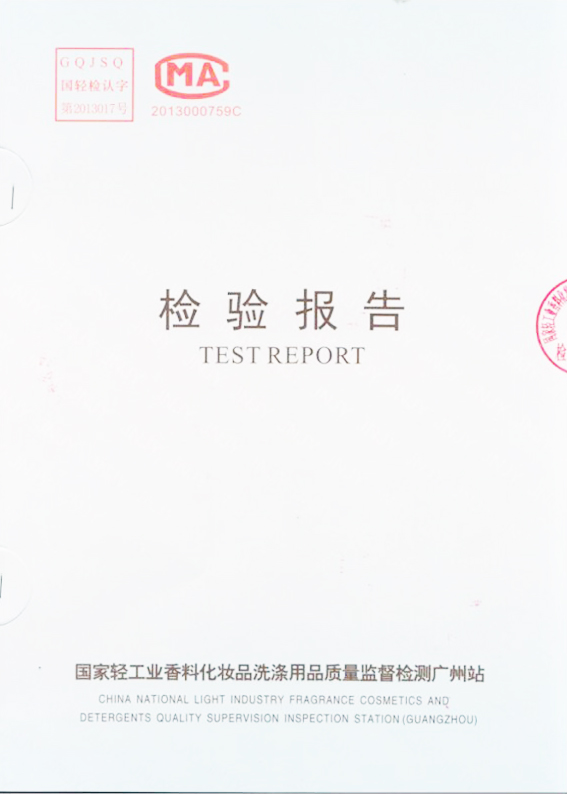 GQJSQ
国轻检认字
第2013017号
MA
2013000759C
检验报告
TEST REPORT
国家轻工业香料化妆品洗涤用品质量监督检测广州站
CHINA NATIONAL LIGHT INDUSTRY FRAGRANCE COSMETICS AND
DETERGENTS QUALITY SUPERVISION INSPECTION STATION (GUANGZHOU)